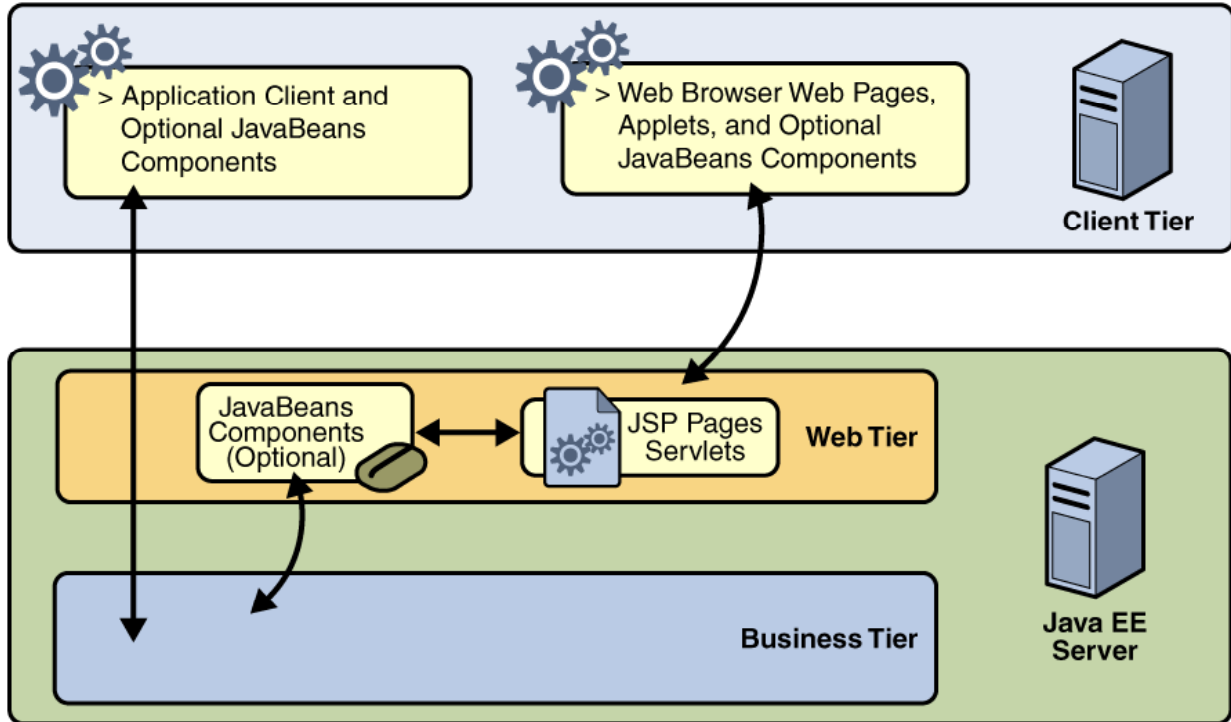 > Application Client and
Optional JavaBeans
Components
> Web Browser Web Pages,
Applets, and Optional
JavaBeans Components
Client Tier
JavaBeans
Components
(Optional)
JSP Pages
Servlets
Web Tier
Business Tier
Java EE
Server